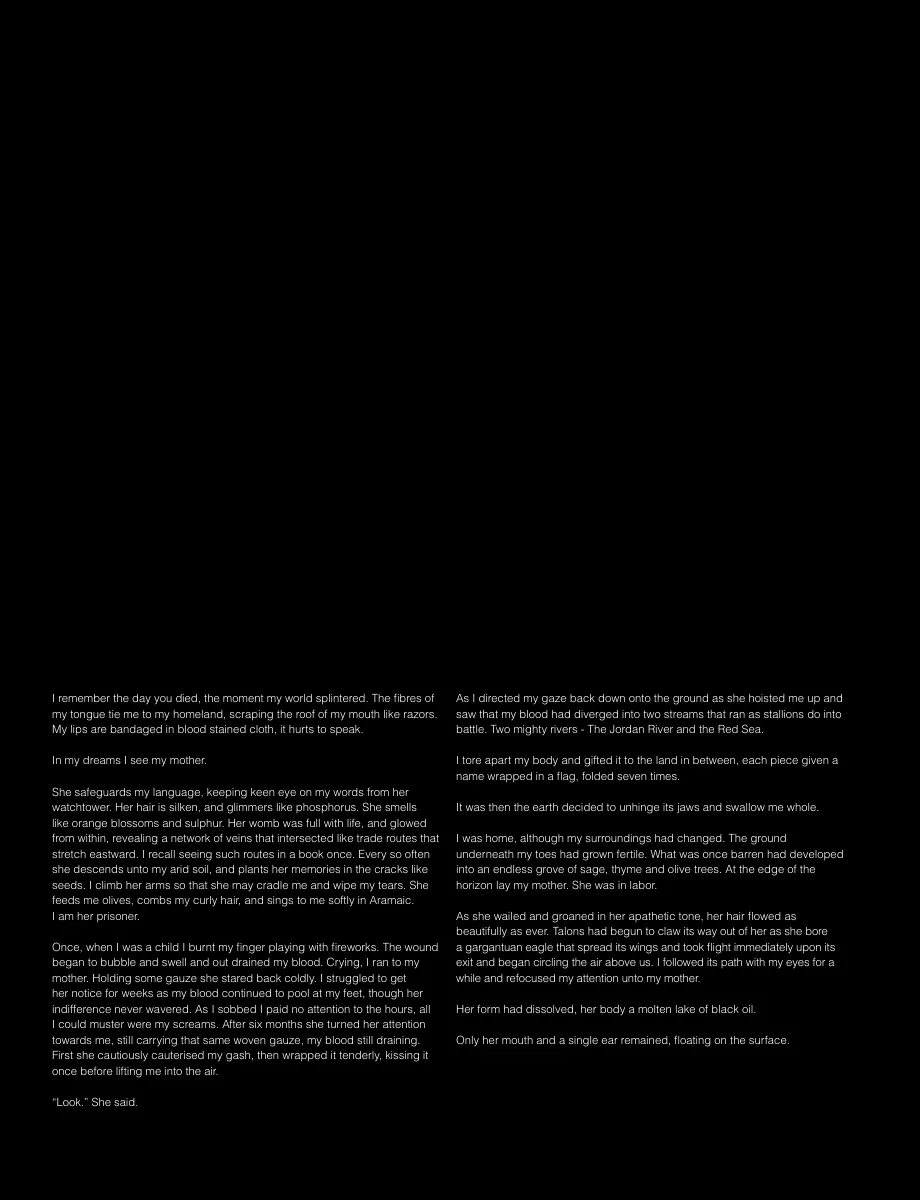 I remember the day you died, the moment my world splintered. The fibres of
my tongue tie me to my homeland, scraping the roof of my mouth like razors.
My lips are bandaged in blood stained cloth, it hurts to speak.
In my dreams I see my mother.
She safeguards my language, keeping keen eye on my words from her
watchtower. Her hair is silken, and glimmers like phosphorus. She smells
like orange blossoms and sulphur. Her womb was full with life, and glowed
from within, revealing a network of veins that intersected like trade routes that
stretch eastward. I recall seeing such routes in a book once. Every so often
she descends unto my arid soil, and plants her memories in the cracks like
seeds. I climb her arms so that she may cradle me and wipe my tears. She
feeds me olives, combs my curly hair, and sings to me softly in Aramaic.
I am her prisoner.
Once, when I was a child I burnt my finger playing with fireworks. The wound
began to bubble and swell and out drained my blood. Crying, I ran to my
mother. Holding some gauze she stared back coldly. I struggled to get
her notice for weeks as my blood continued to pool at my feet, though her
indifference never wavered. As I sobbed I paid no attention to the hours, all
I could muster were my screams. After six months she turned her attention
towards me, still carrying that same woven gauze, my blood still draining.
First she cautiously cauterised my gash, then wrapped it tenderly, kissing it
once before lifting me into the air.
“Look.” She said.
As I directed my gaze back down onto the ground as she hoisted me up and
saw that my blood had diverged into two streams that ran as stallions do into
battle. Two mighty rivers - The Jordan River and the Red Sea.
I tore apart my body and gifted it to the land in between, each piece given a
name wrapped in a flag, folded seven times.
It was then the earth decided to unhinge its jaws and swallow me whole.
I was home, although my surroundings had changed. The ground
underneath my toes had grown fertile. What was once barren had developed
into an endless grove of sage, thyme and olive trees. At the edge of the
horizon lay my mother. She was in labor.
As she wailed and groaned in her apathetic tone, her hair flowed as
beautifully as ever. Talons had begun to claw its way out of her as she bore
a gargantuan eagle that spread its wings and took flight immediately upon its
exit and began circling the air above us. I followed its path with my eyes for a
while and refocused my attention unto my mother.
Her form had dissolved, her body a molten lake of black oil.
Only her mouth and a single ear remained, floating on the surface.